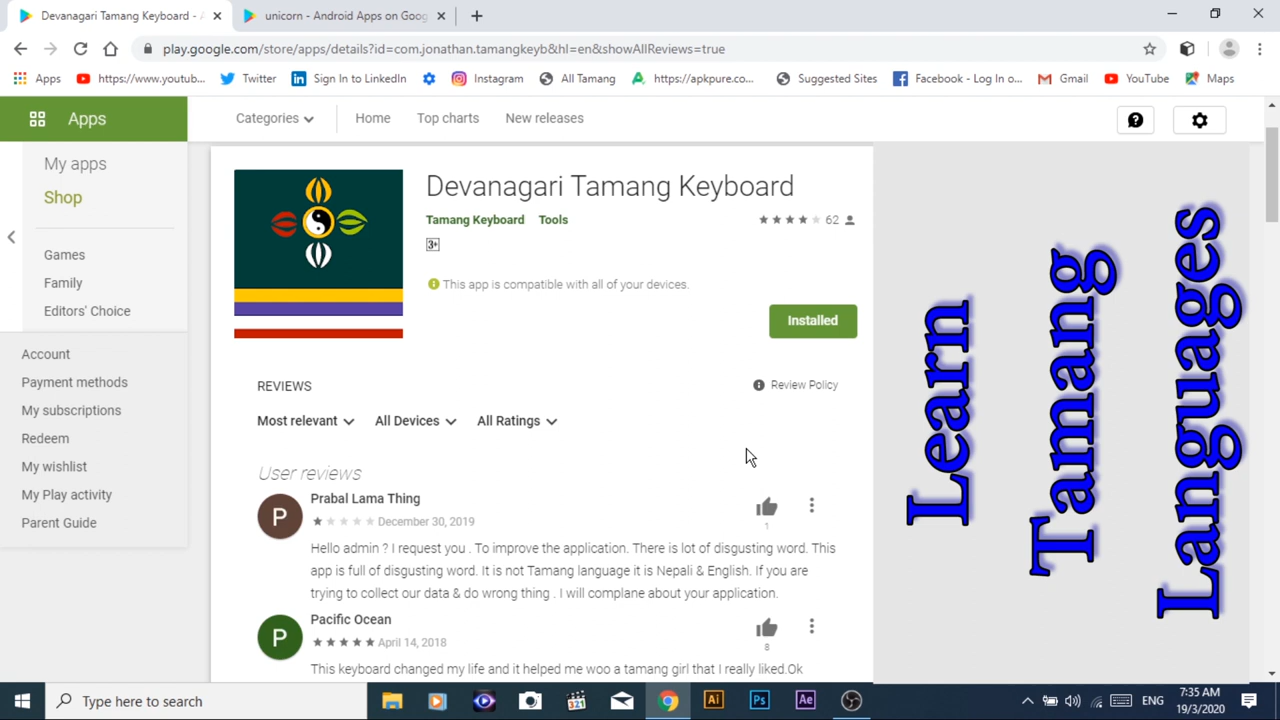 Devanagari Tamang Keyboard - A
unicorn - Android Apps on Goog
play.google.com/store/apps/details?id=com.jonathan.tamangkeyb&hl=en&showAllReviews=true
Apps
https://www.youtub...
Twitter
Sign In to LinkedIn
Instagram
All Tamang
https://apkpure.co...
Suggested Sites
Facebook - Log In o...
Gmail
YouTube
Maps
Apps
Categories
Home
Top charts
New releases
My apps
Shop
Games
Family
Editors' Choice
Account
Payment methods
My subscriptions
Redeem
My wishlist
My Play activity
Parent Guide
Devanagari Tamang Keyboard
Tamang Keyboard
Tools
62
3+
This app is compatible with all of your devices.
Installed
REVIEWS
Review Policy
Most relevant
All Devices
All Ratings
User reviews
P
Prabal Lama Thing
December 30, 2019
1
Hello admin ? I request you . To improve the application. There is lot of disgusting word. This
app is full of disgusting word. It is not Tamang language it is Nepali & English. If you are
trying to collect our data & do wrong thing . I will complane about your application.
P
Pacific Ocean
April 14, 2018
8
This keyboard changed my life and it helped me woo a tamang girl that I really liked.Ok
Learn
Tamang
Languages
Type here to search
321
Ai
Ps
Ae
ENG
7:35 AM
19/3/2020